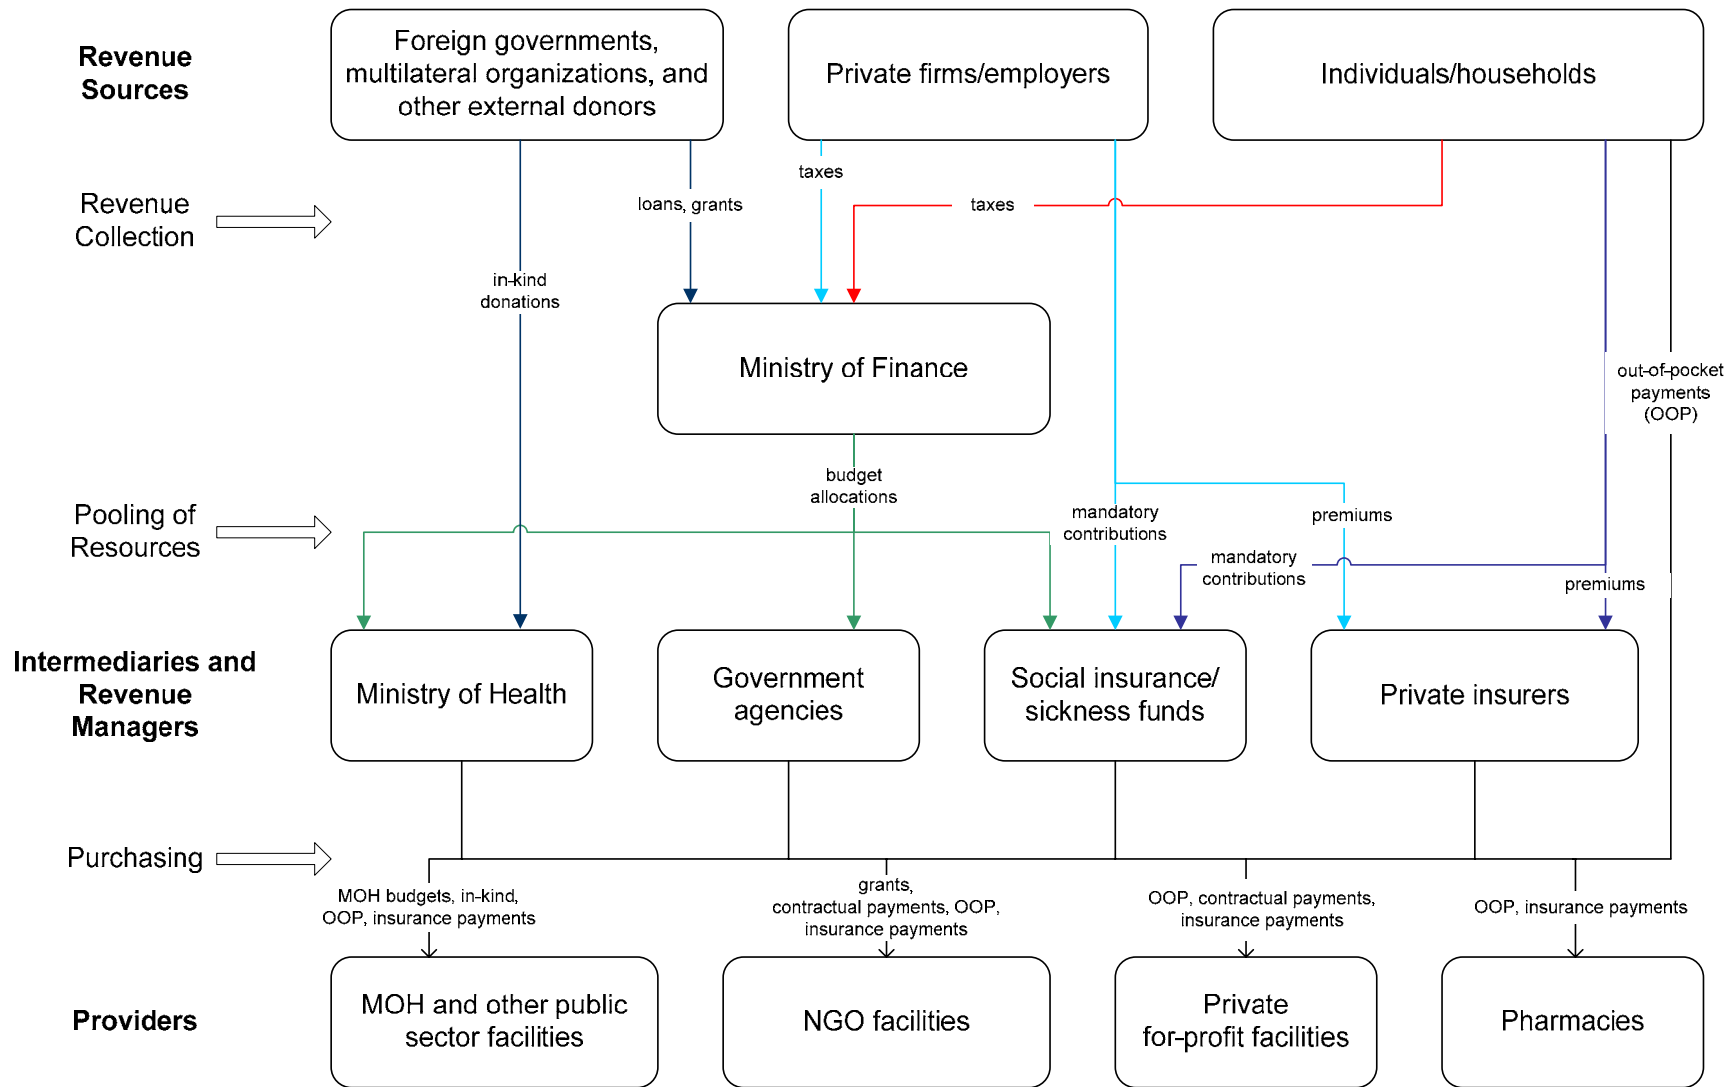 Revenue
Sources
Foreign governments,
multilateral organizations, and
other external donors
Private firms/employers
Individuals/households
Revenue
Collection
taxes
loans, grants
taxes
in-kind
donations
Ministry of Finance
out-of-pocket
payments
(OOP)
budget
allocations
Pooling of
Resources
mandatory
contributions
premiums
mandatory
contributions
premiums
Intermediaries and
Revenue
Managers
Ministry of Health
Government
agencies
Social insurance/
sickness funds
Private insurers
Purchasing
MOH budgets, in-kind,
OOP, insurance payments
grants,
contractual payments, OOP,
insurance payments
OOP, contractual payments,
insurance payments
OOP, insurance payments
Providers
MOH and other public
sector facilities
NGO facilities
Private
for-profit facilities
Pharmacies